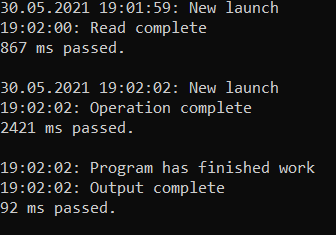 30.05.2021 19:01:59: New launch
19:02:00: Read complete
867 ms passed.
30.05.2021 19:02:02: New launch
19:02:02: Operation complete
2421 ms passed.
19:02:02: Program has finished work
19:02:02: Output complete
92 ms passed.